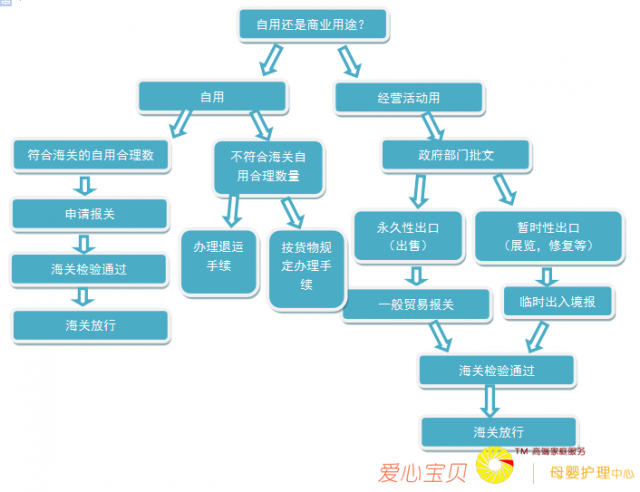 自用还是商业用途?
自用
经营活动用
符合海关的自用合理数
不符合海关自
用合理数量
政府部门批文
申请报关
办理退运
手续
按货物规
定办理手
续
永久性出口
（出售）
暂时性出口
（展览，修复等）
海关检验通过
一般贸易报关
临时出入境报
海关放行
海关检验通过
海关放行
爱心宝贝
TM 高端家庭服务
母婴护理中心